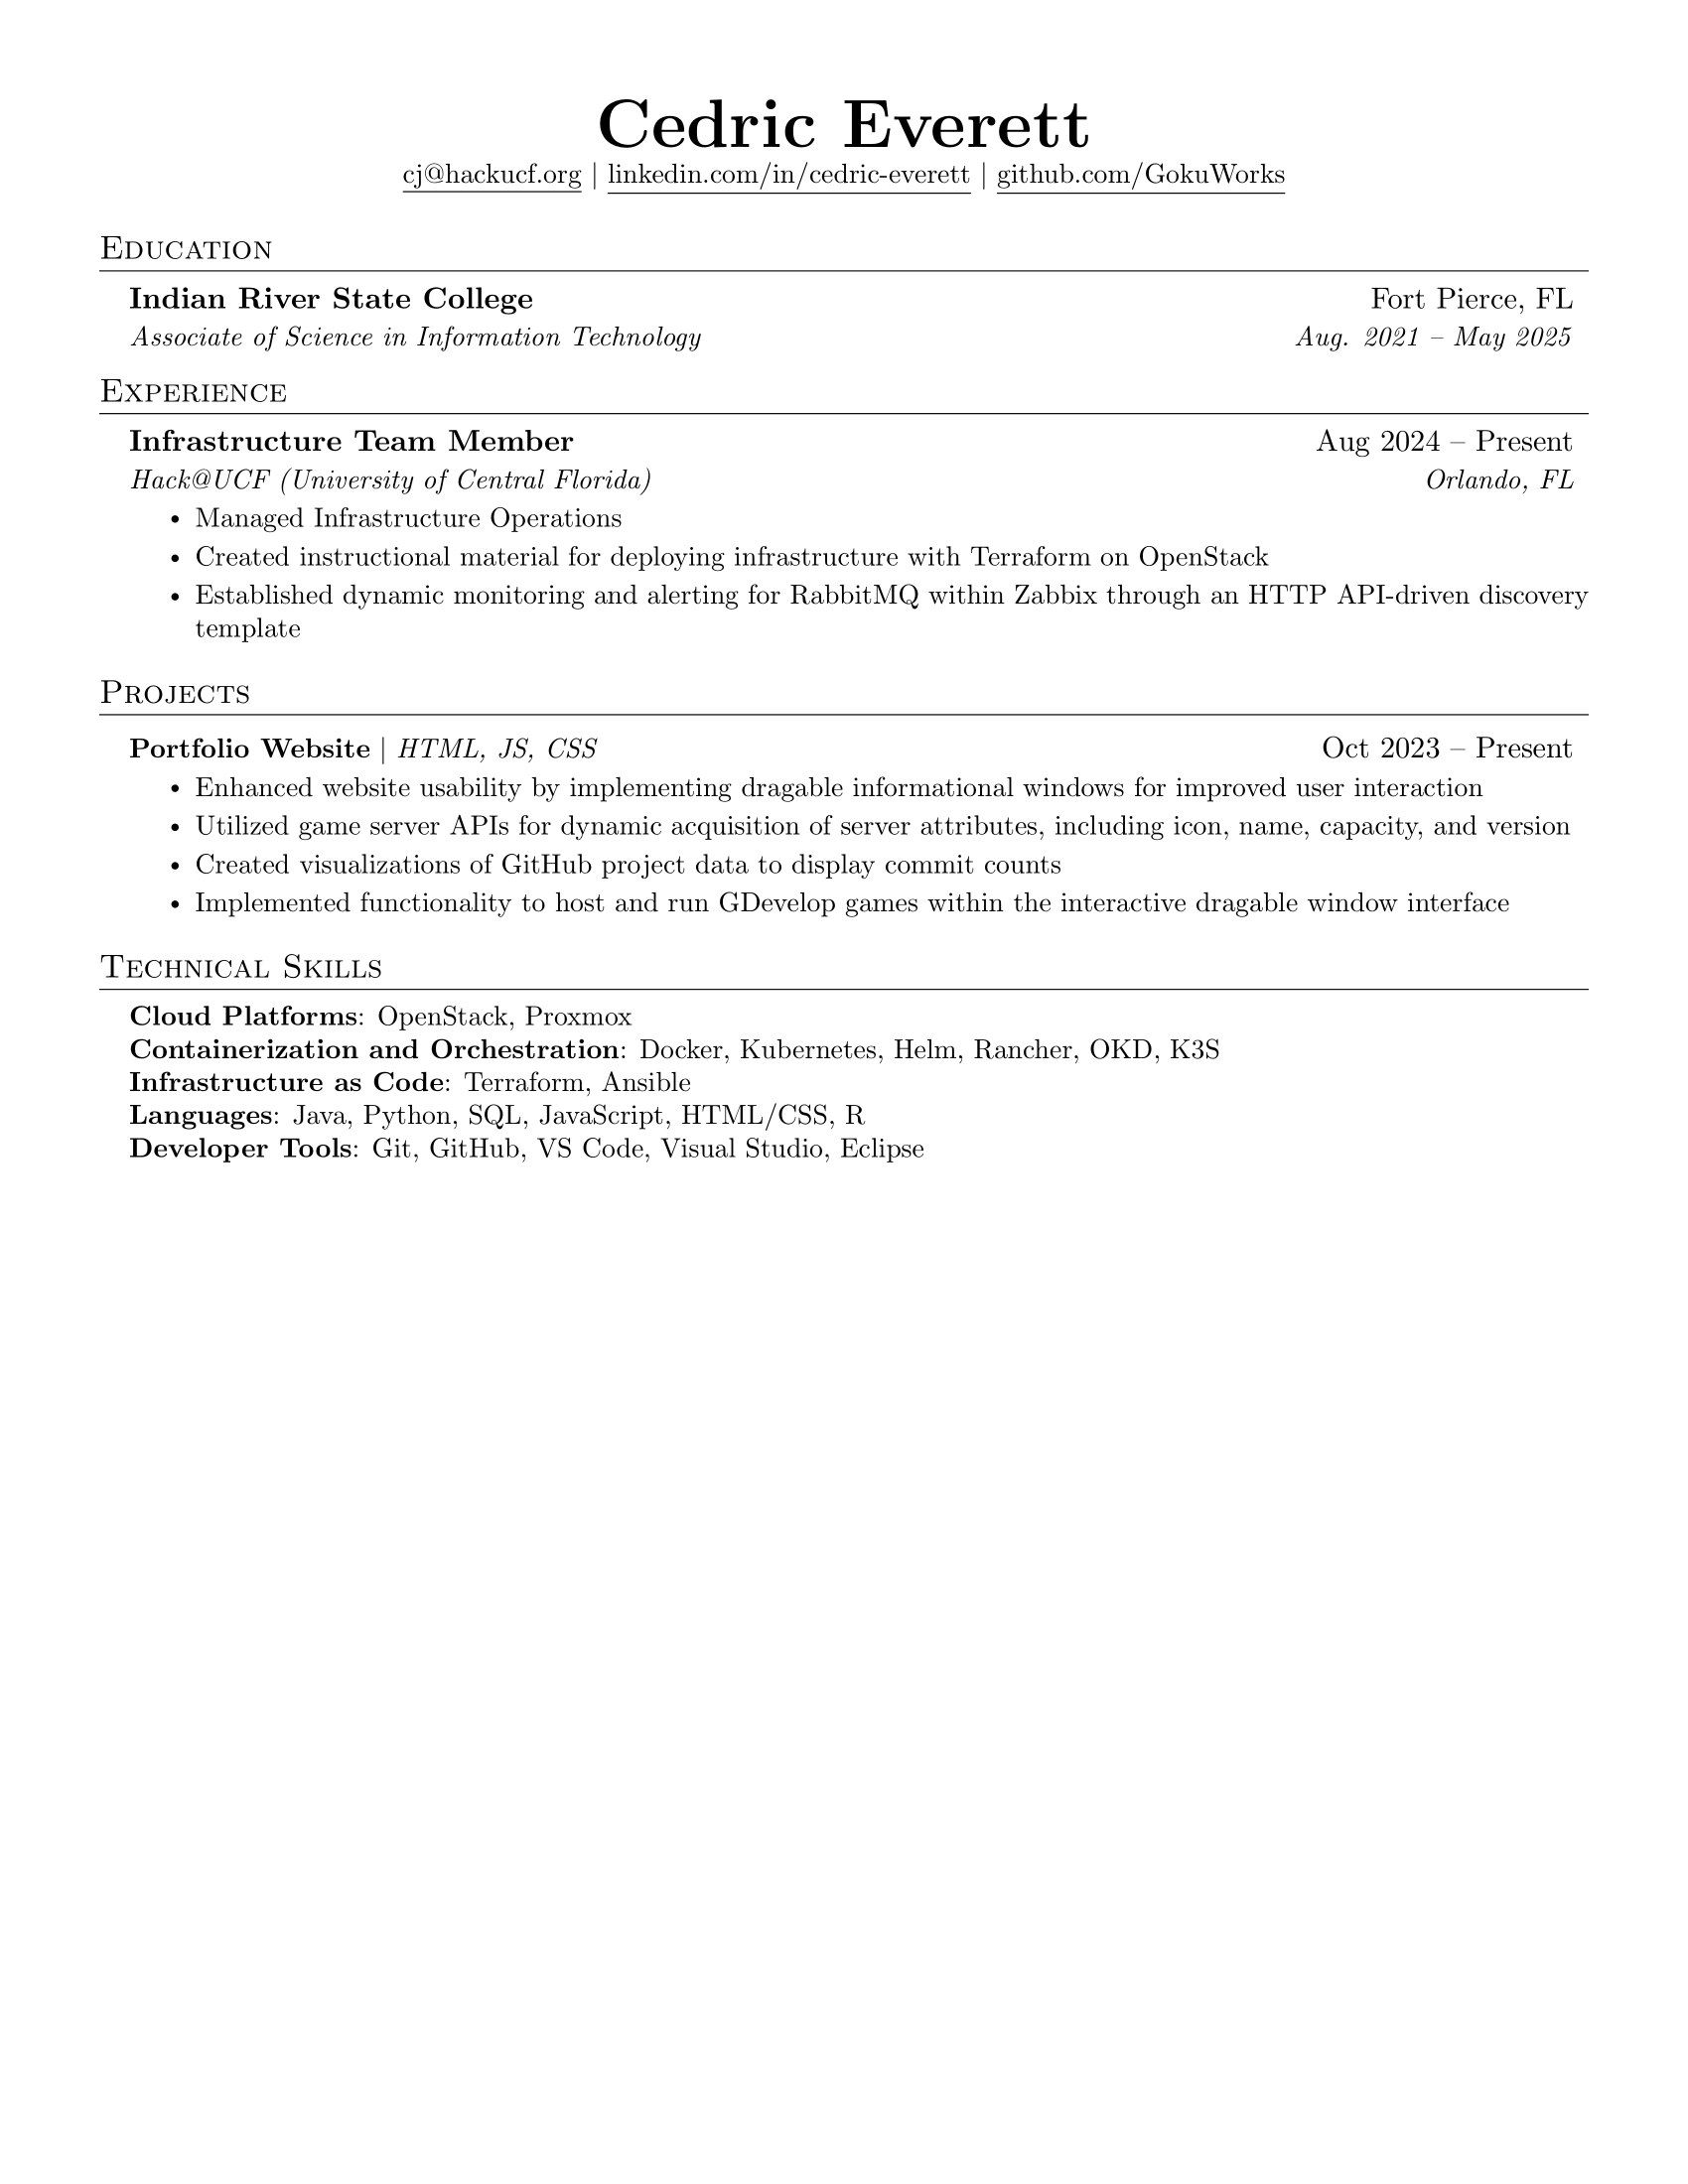 Cedric Everett
cj@hackucf.org | linkedin.com/in/cedric-everett | github.com/GokuWorks
Education
Indian River State College Fort Pierce, FL
Associate of Science in Information Technology Aug. 2021 – May 2025
Experience
Infrastructure Team Member Aug 2024 – Present
Hack@UCF (University of Central Florida) Orlando, FL
• Managed Infrastructure Operations
• Created instructional material for deploying infrastructure with Terraform on OpenStack
• Established dynamic monitoring and alerting for RabbitMQ within Zabbix through an HTTP API-driven discovery
template
Projects
Portfolio Website | HTML, JS, CSS Oct 2023 – Present
• Enhanced website usability by implementing dragable informational windows for improved user interaction
• Utilized game server APIs for dynamic acquisition of server attributes, including icon, name, capacity, and version
• Created visualizations of GitHub project data to display commit counts
• Implemented functionality to host and run GDevelop games within the interactive dragable window interface
Technical Skills
Cloud Platforms: OpenStack, Proxmox
Containerization and Orchestration: Docker, Kubernetes, Helm, Rancher, OKD, K3S
Infrastructure as Code: Terraform, Ansible
Languages: Java, Python, SQL, JavaScript, HTML/CSS, R
Developer Tools: Git, GitHub, VS Code, Visual Studio, Eclipse